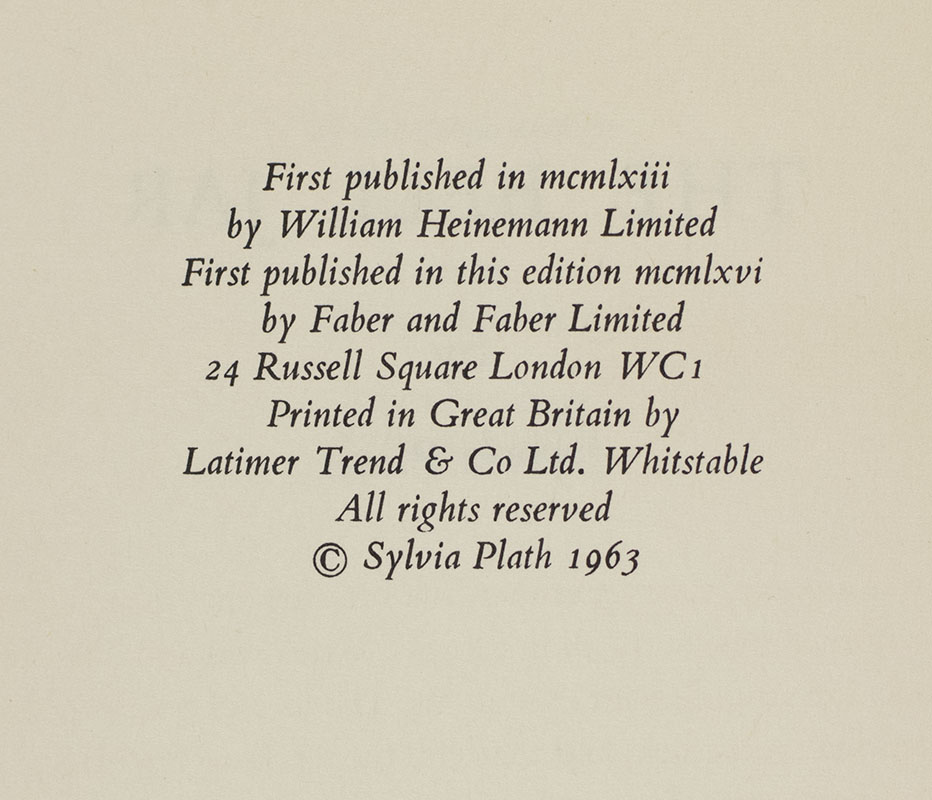 First published in mcmlxiii
by William Heinemann Limited
First published in this edition mcmlxvi
by Faber and Faber Limited
24 Russell Square London WC1
Printed in Great Britain by
Latimer Trend & Co Ltd. Whitstable
All rights reserved
© Sylvia Plath 1963